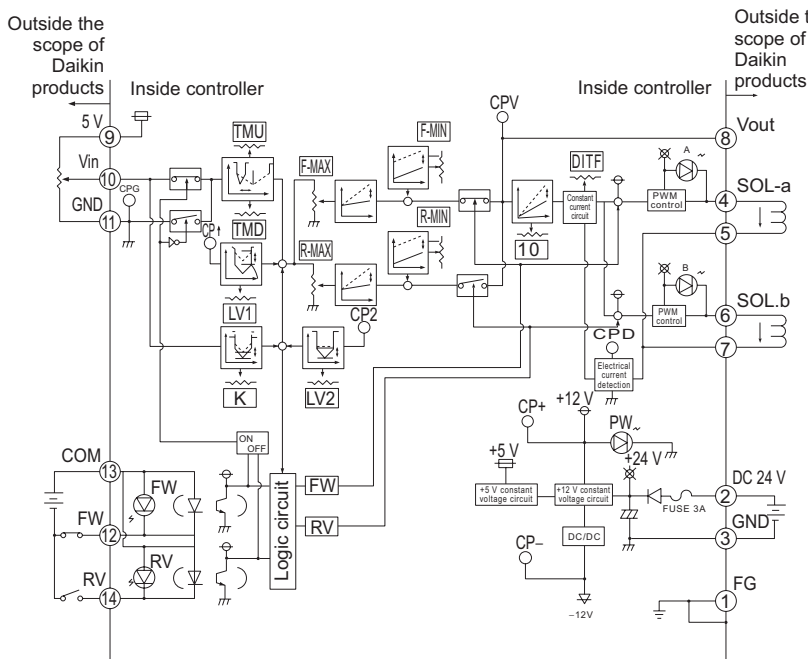 Outside the
scope of
Daikin
products
Inside controller
Inside controller
Outside t
scope of
Daikin
products
5 V
9
Vin
10
GND
11
CPG
TMU
TMD
CP1
LV1
K
LV2
CP2
F-MAX
R-MAX
F-MIN
R-MIN
CPV
10
DITF
Constant
current
circuit
A
PWM
control
B
PWM
control
CPD
Electrical
current
detection
Vout
8
SOL-a
4
5
SOL.b
6
7
ON
OFF
COM
13
FW
FW
12
RV
RV
14
Logic circuit
FW
RV
CP+
+12 V
PW
+5 V
+24 V
+5 V constant
voltage circuit
+12 V constant
voltage circuit
FUSE 3A
DC 24 V
2
GND
3
DC/DC
CP–
–12V
FG
1